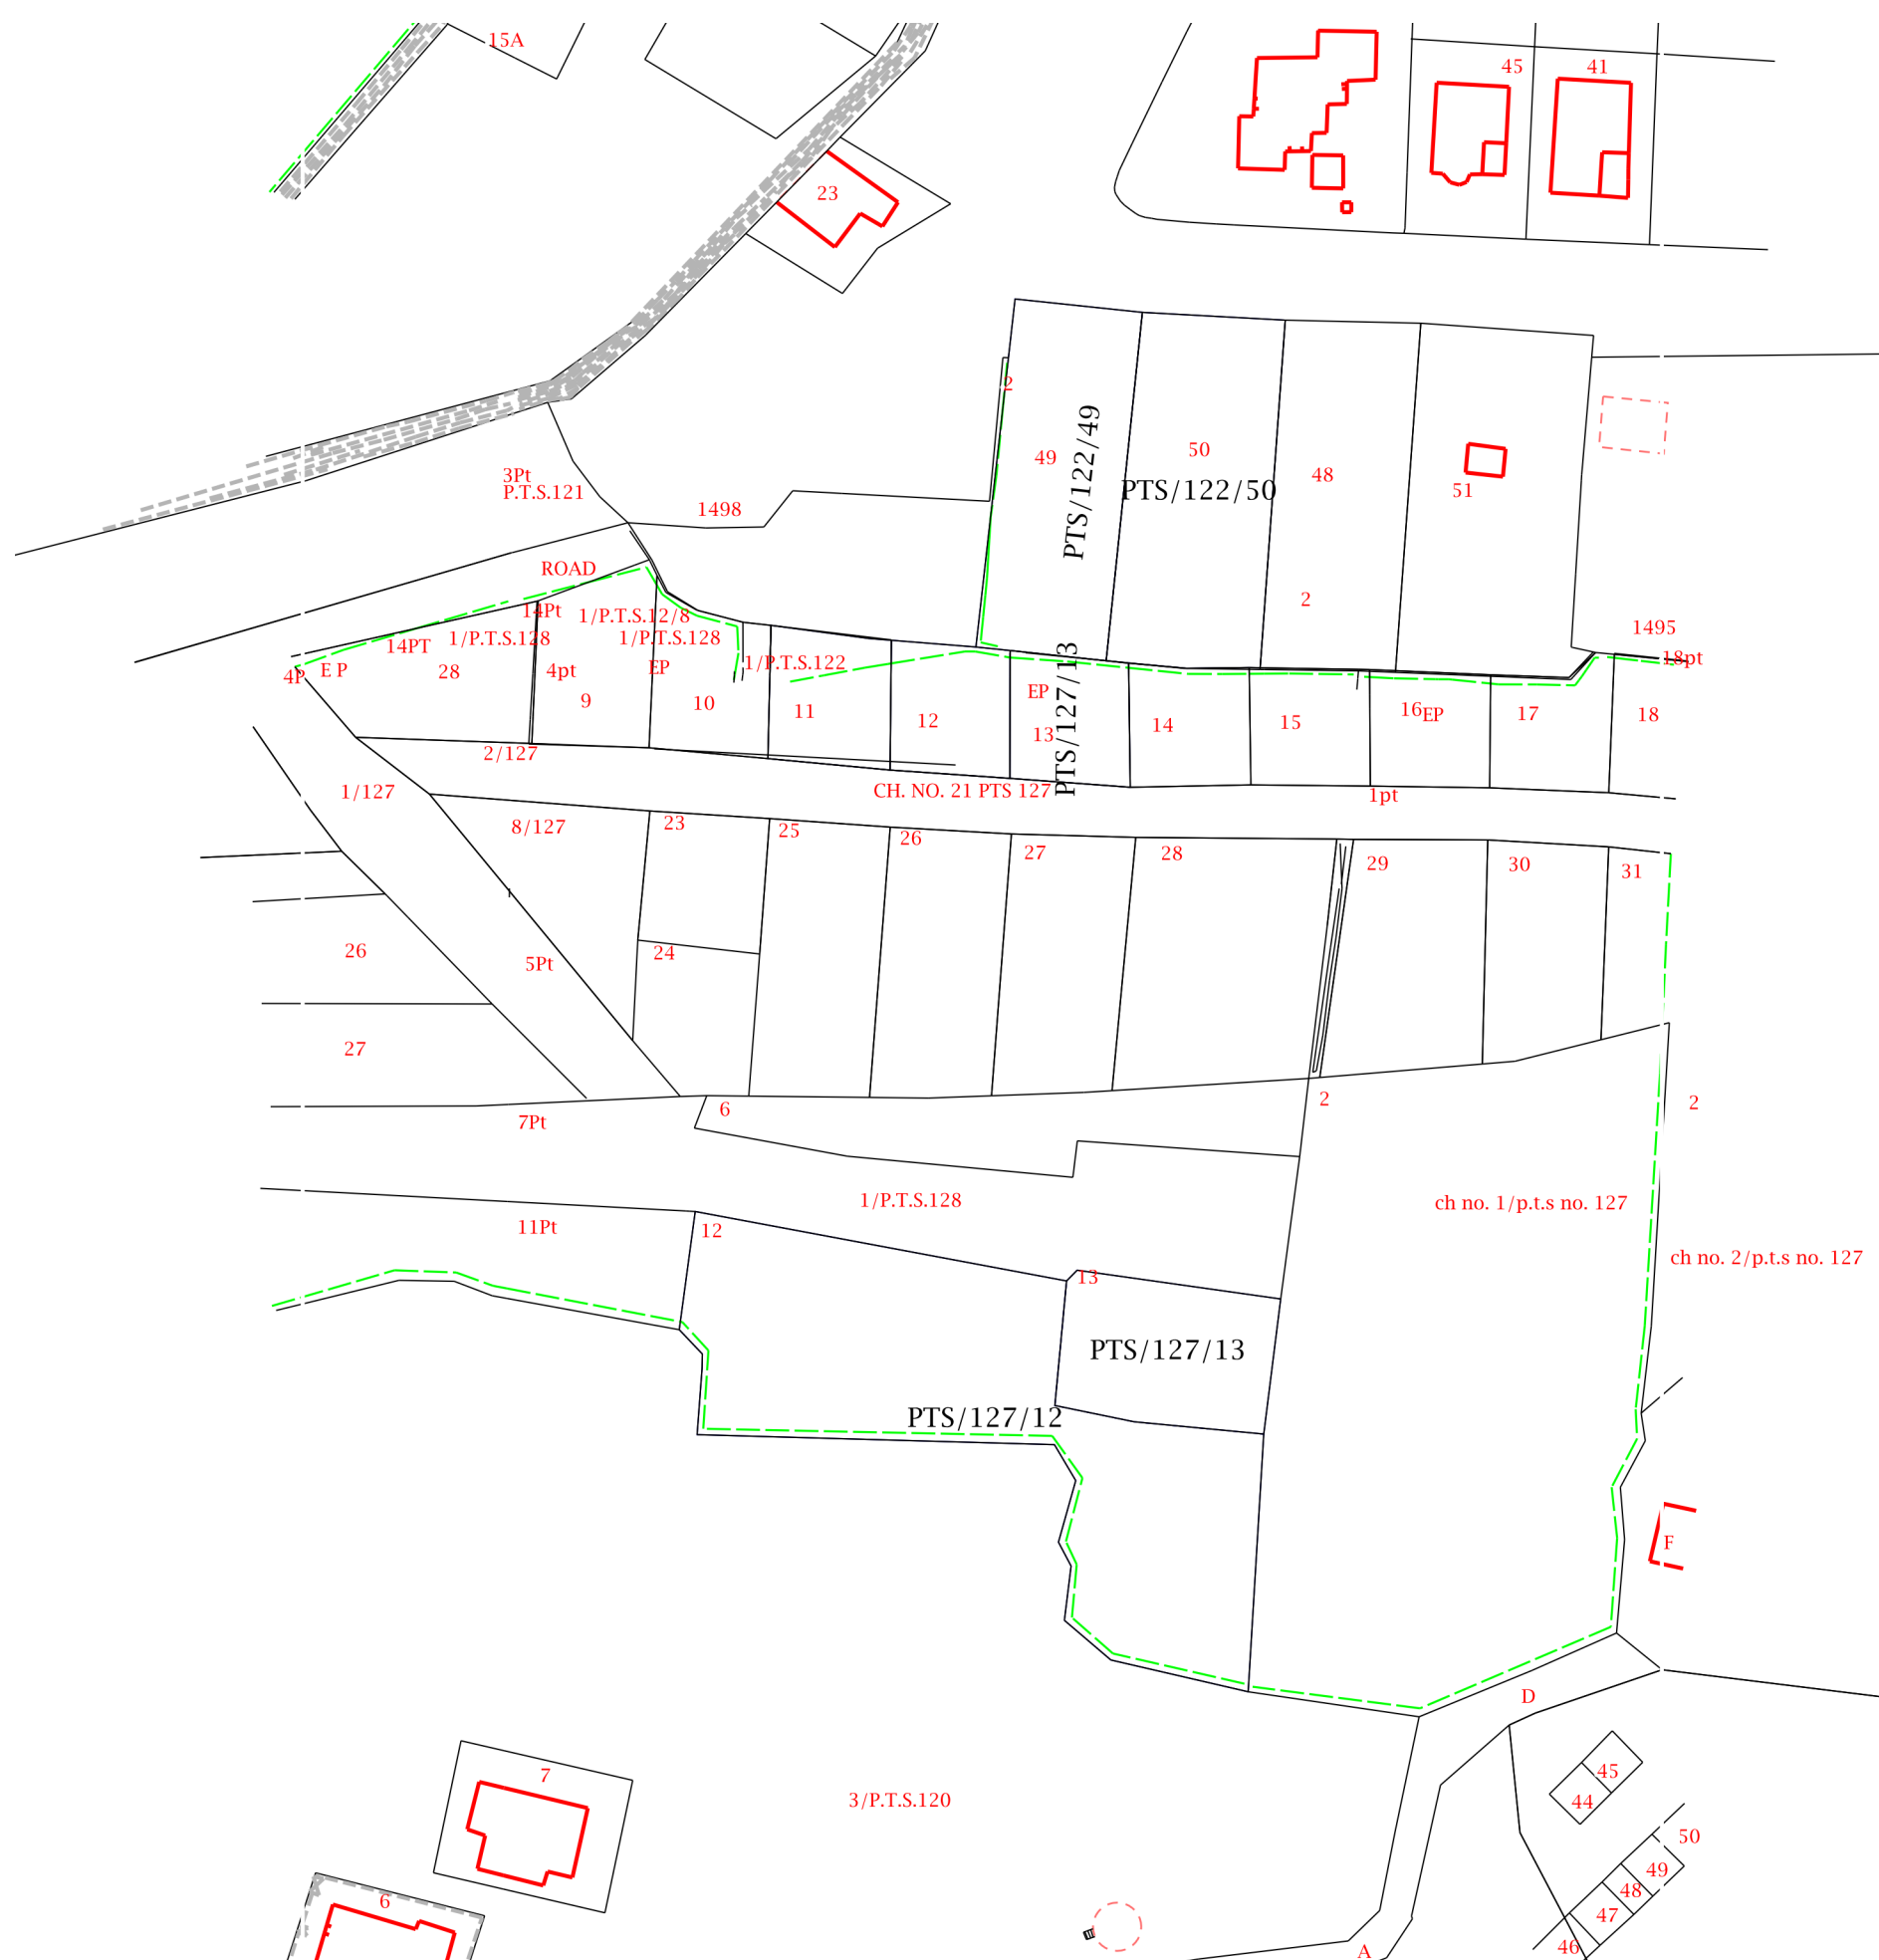 15A
45
41
23
2
49
PTS/122/49
50
PTS/122/50
48
51
3Pt
P.T.S.121
1498
ROAD
2
1495
18pt
14Pt
1/P.T.S.12/8
14PT
1/P.T.S.128
1/P.T.S.128
1/P.T.S.122
4P
E P
28
4pt
EP
9
10
11
12
EP
13
PTS/127/13
14
15
16
EP
17
18
2/127
1/127
CH. NO. 21 PTS 127
1pt
8/127
23
25
26
27
28
29
30
31
26
5Pt
24
27
7Pt
6
2
2
1/P.T.S.128
ch no. 1/p.t.s no. 127
11Pt
12
ch no. 2/p.t.s no. 127
13
PTS/127/13
PTS/127/12
F
D
7
3/P.T.S.120
45
44
50
49
48
47
46
6
A